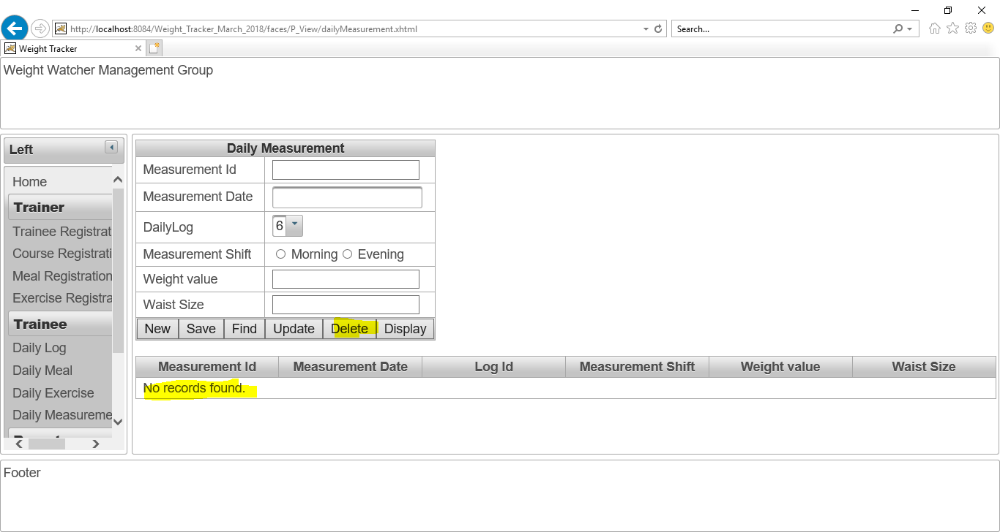 http://localhost:8084/Weight_Tracker_March_2018/faces/P_View/dailyMeasurement.xhtml
Search...
Weight Tracker
Weight Watcher Management Group
Left
Home
Trainer
Trainee Registrat
Course Registrati
Meal Registration
Exercise Registra
Trainee
Daily Log
Daily Meal
Daily Exercise
Daily Measureme
Daily Measurement
Measurement Id
Measurement Date
DailyLog 6
Measurement Shift Morning Evening
Weight value
Waist Size
New Save Find Update Delete Display
Measurement Id Measurement Date Log Id Measurement Shift Weight value Waist Size
No records found.
Footer